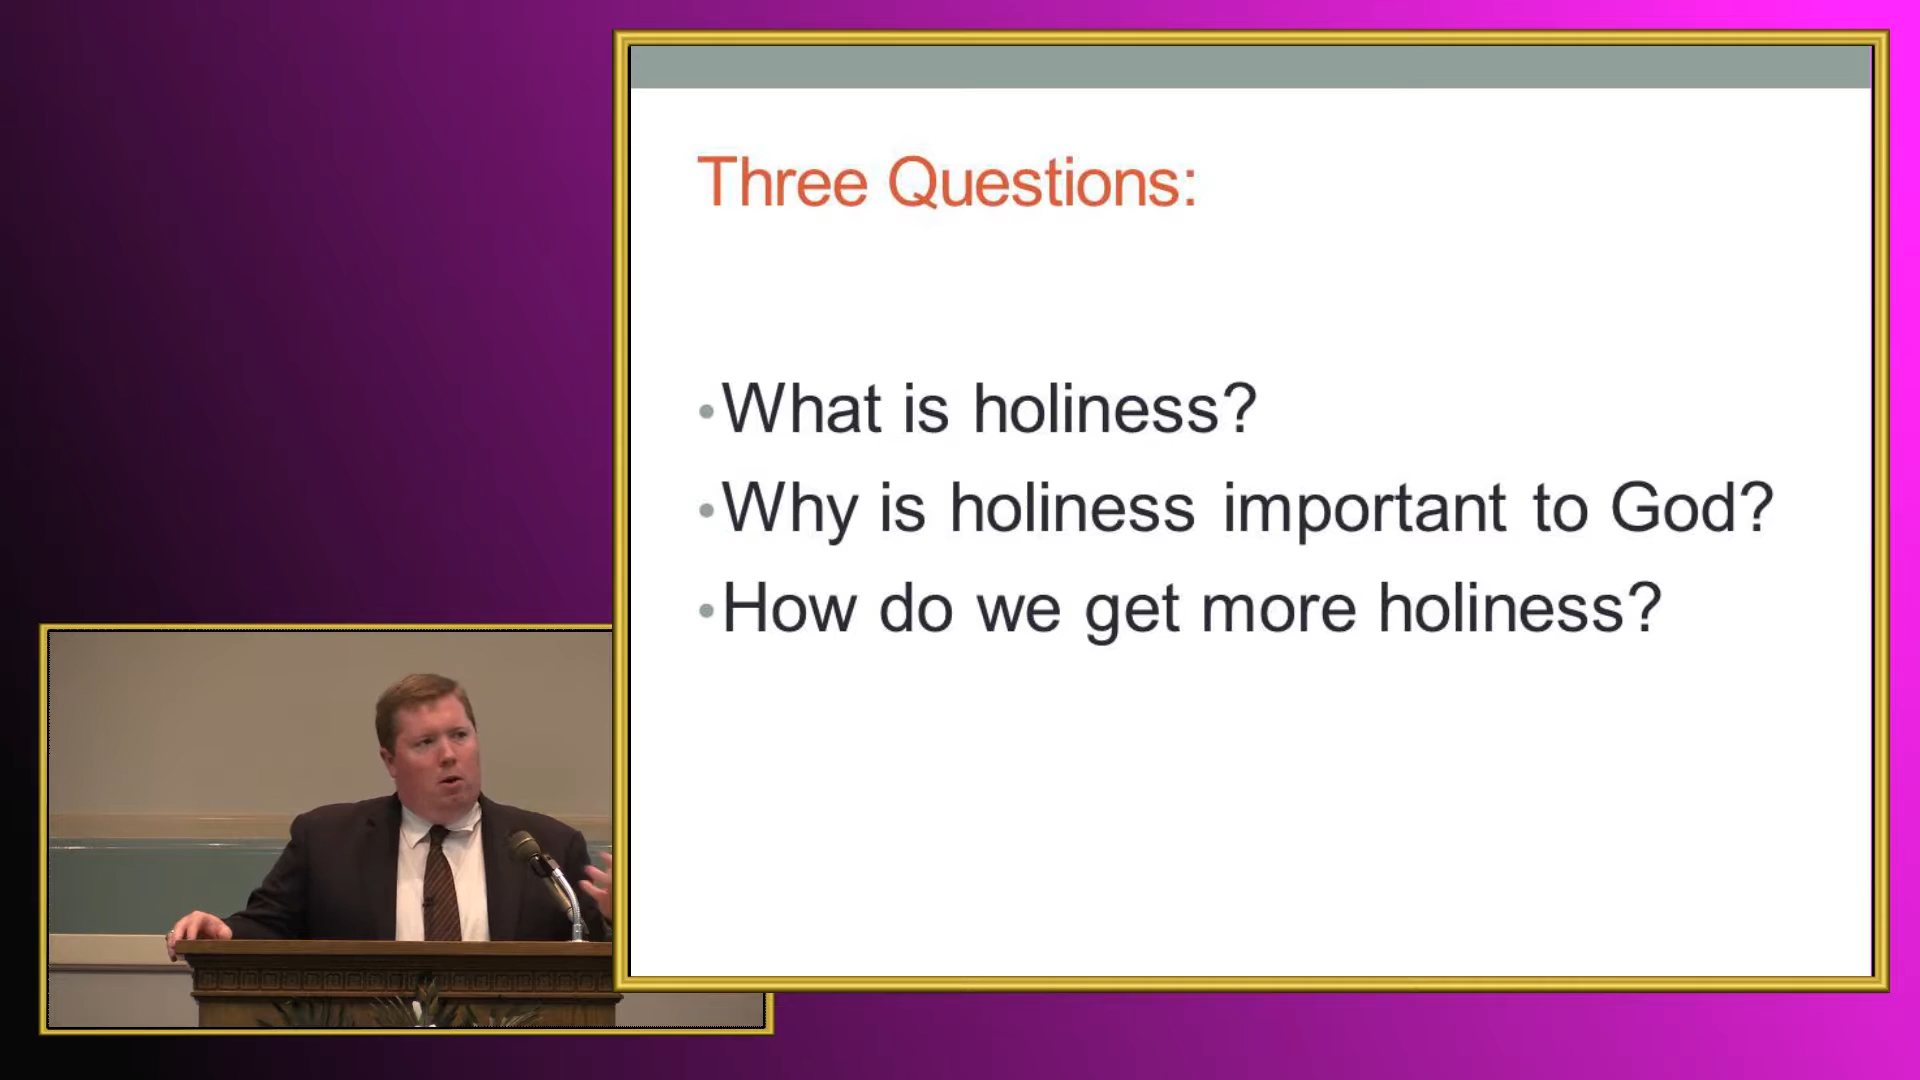 Three Questions:
•What is holiness?
•Why is holiness important to God?
•How do we get more holiness?